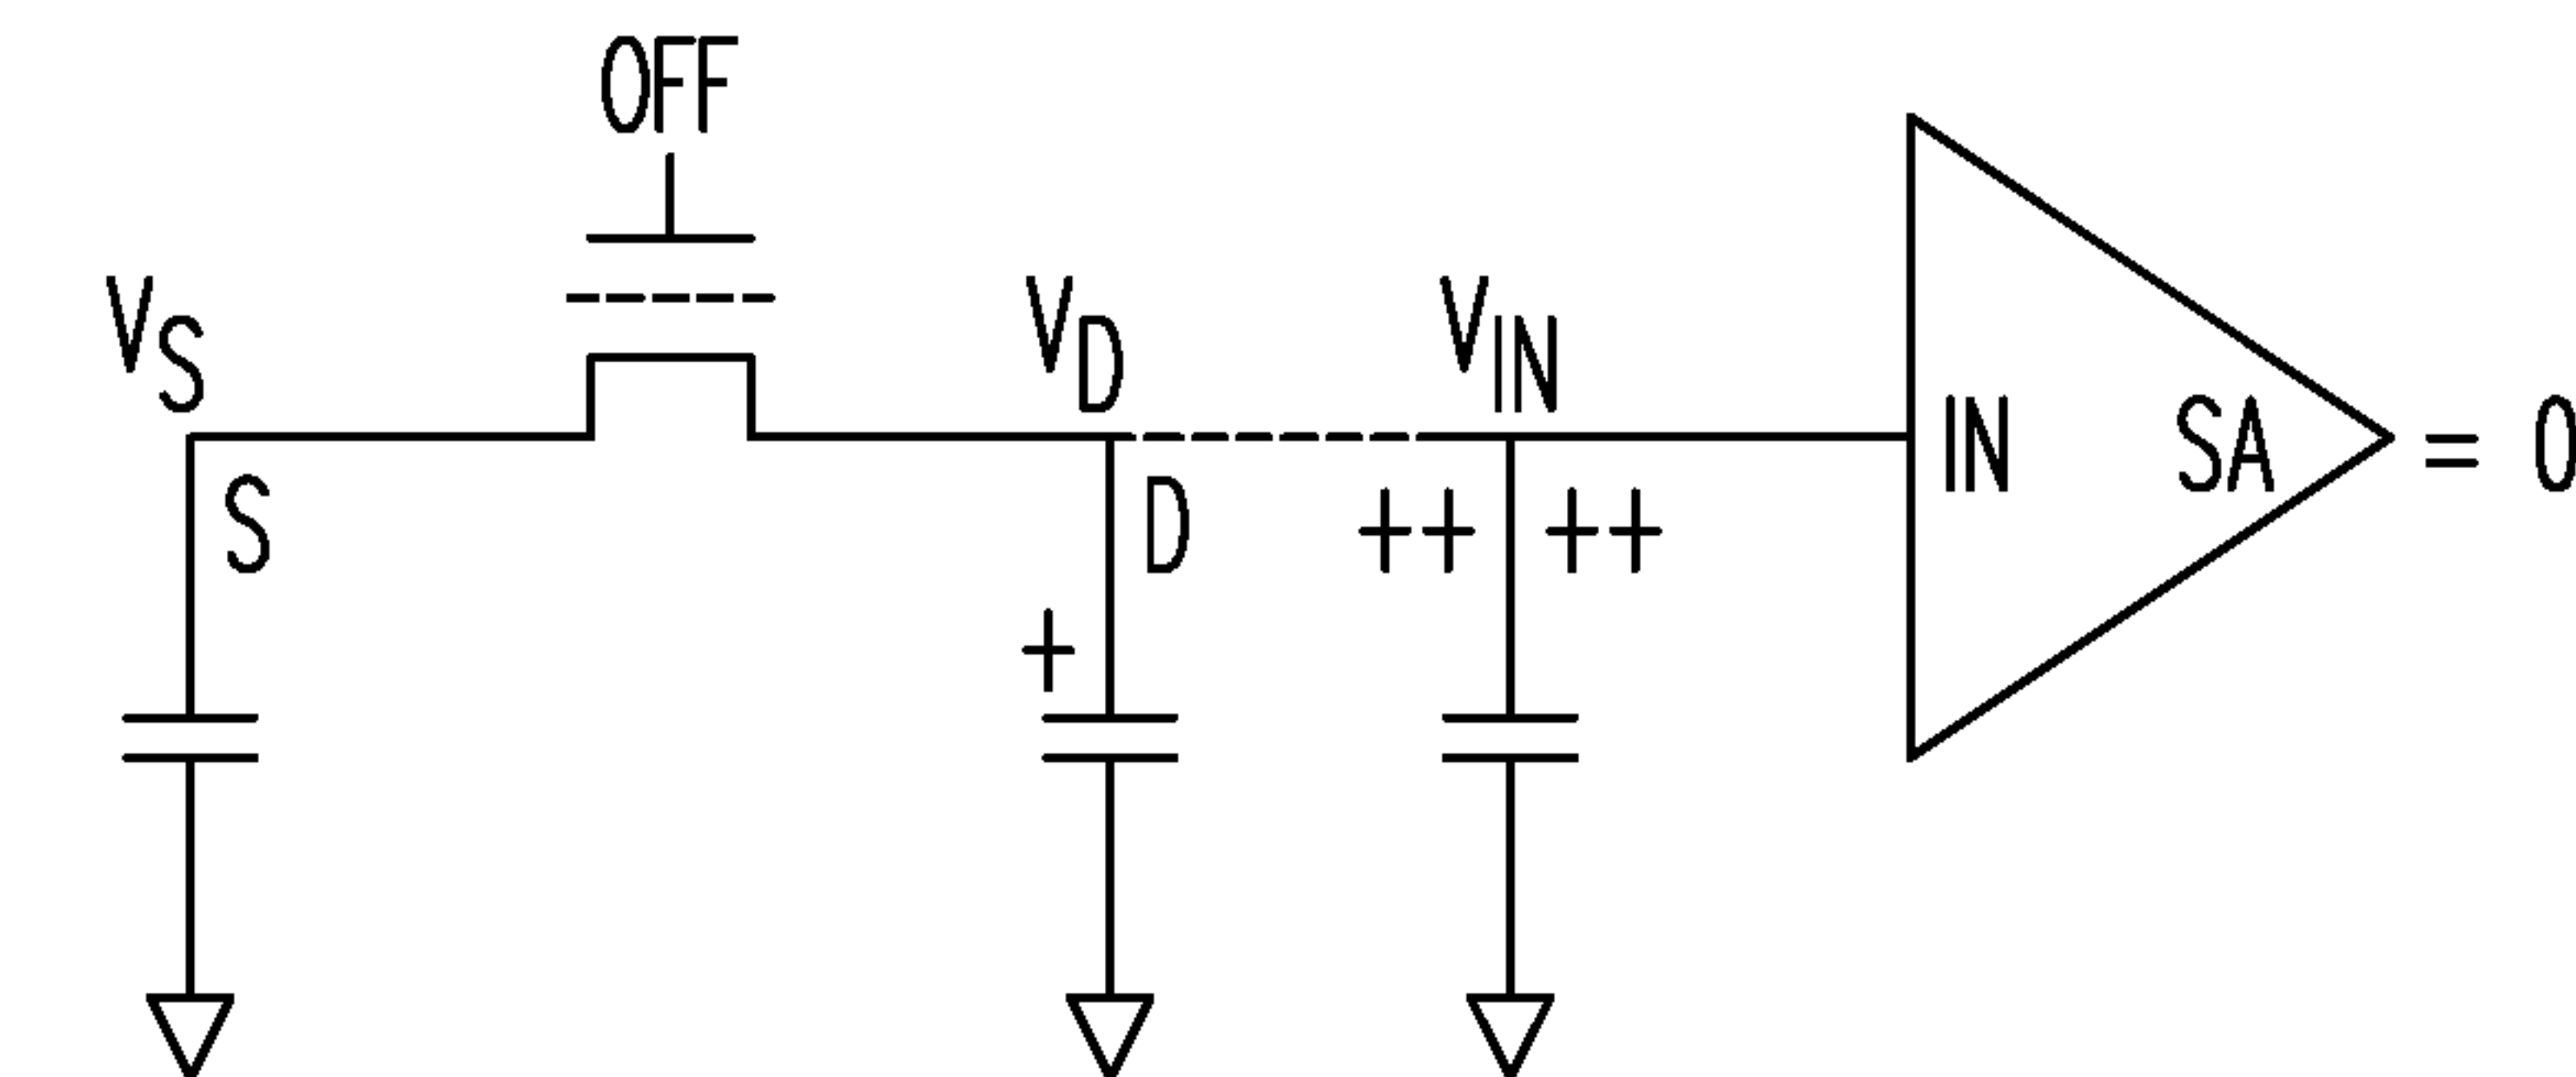 OFF
VS VD VIN
S D ++ ++ IN SA = 0
+